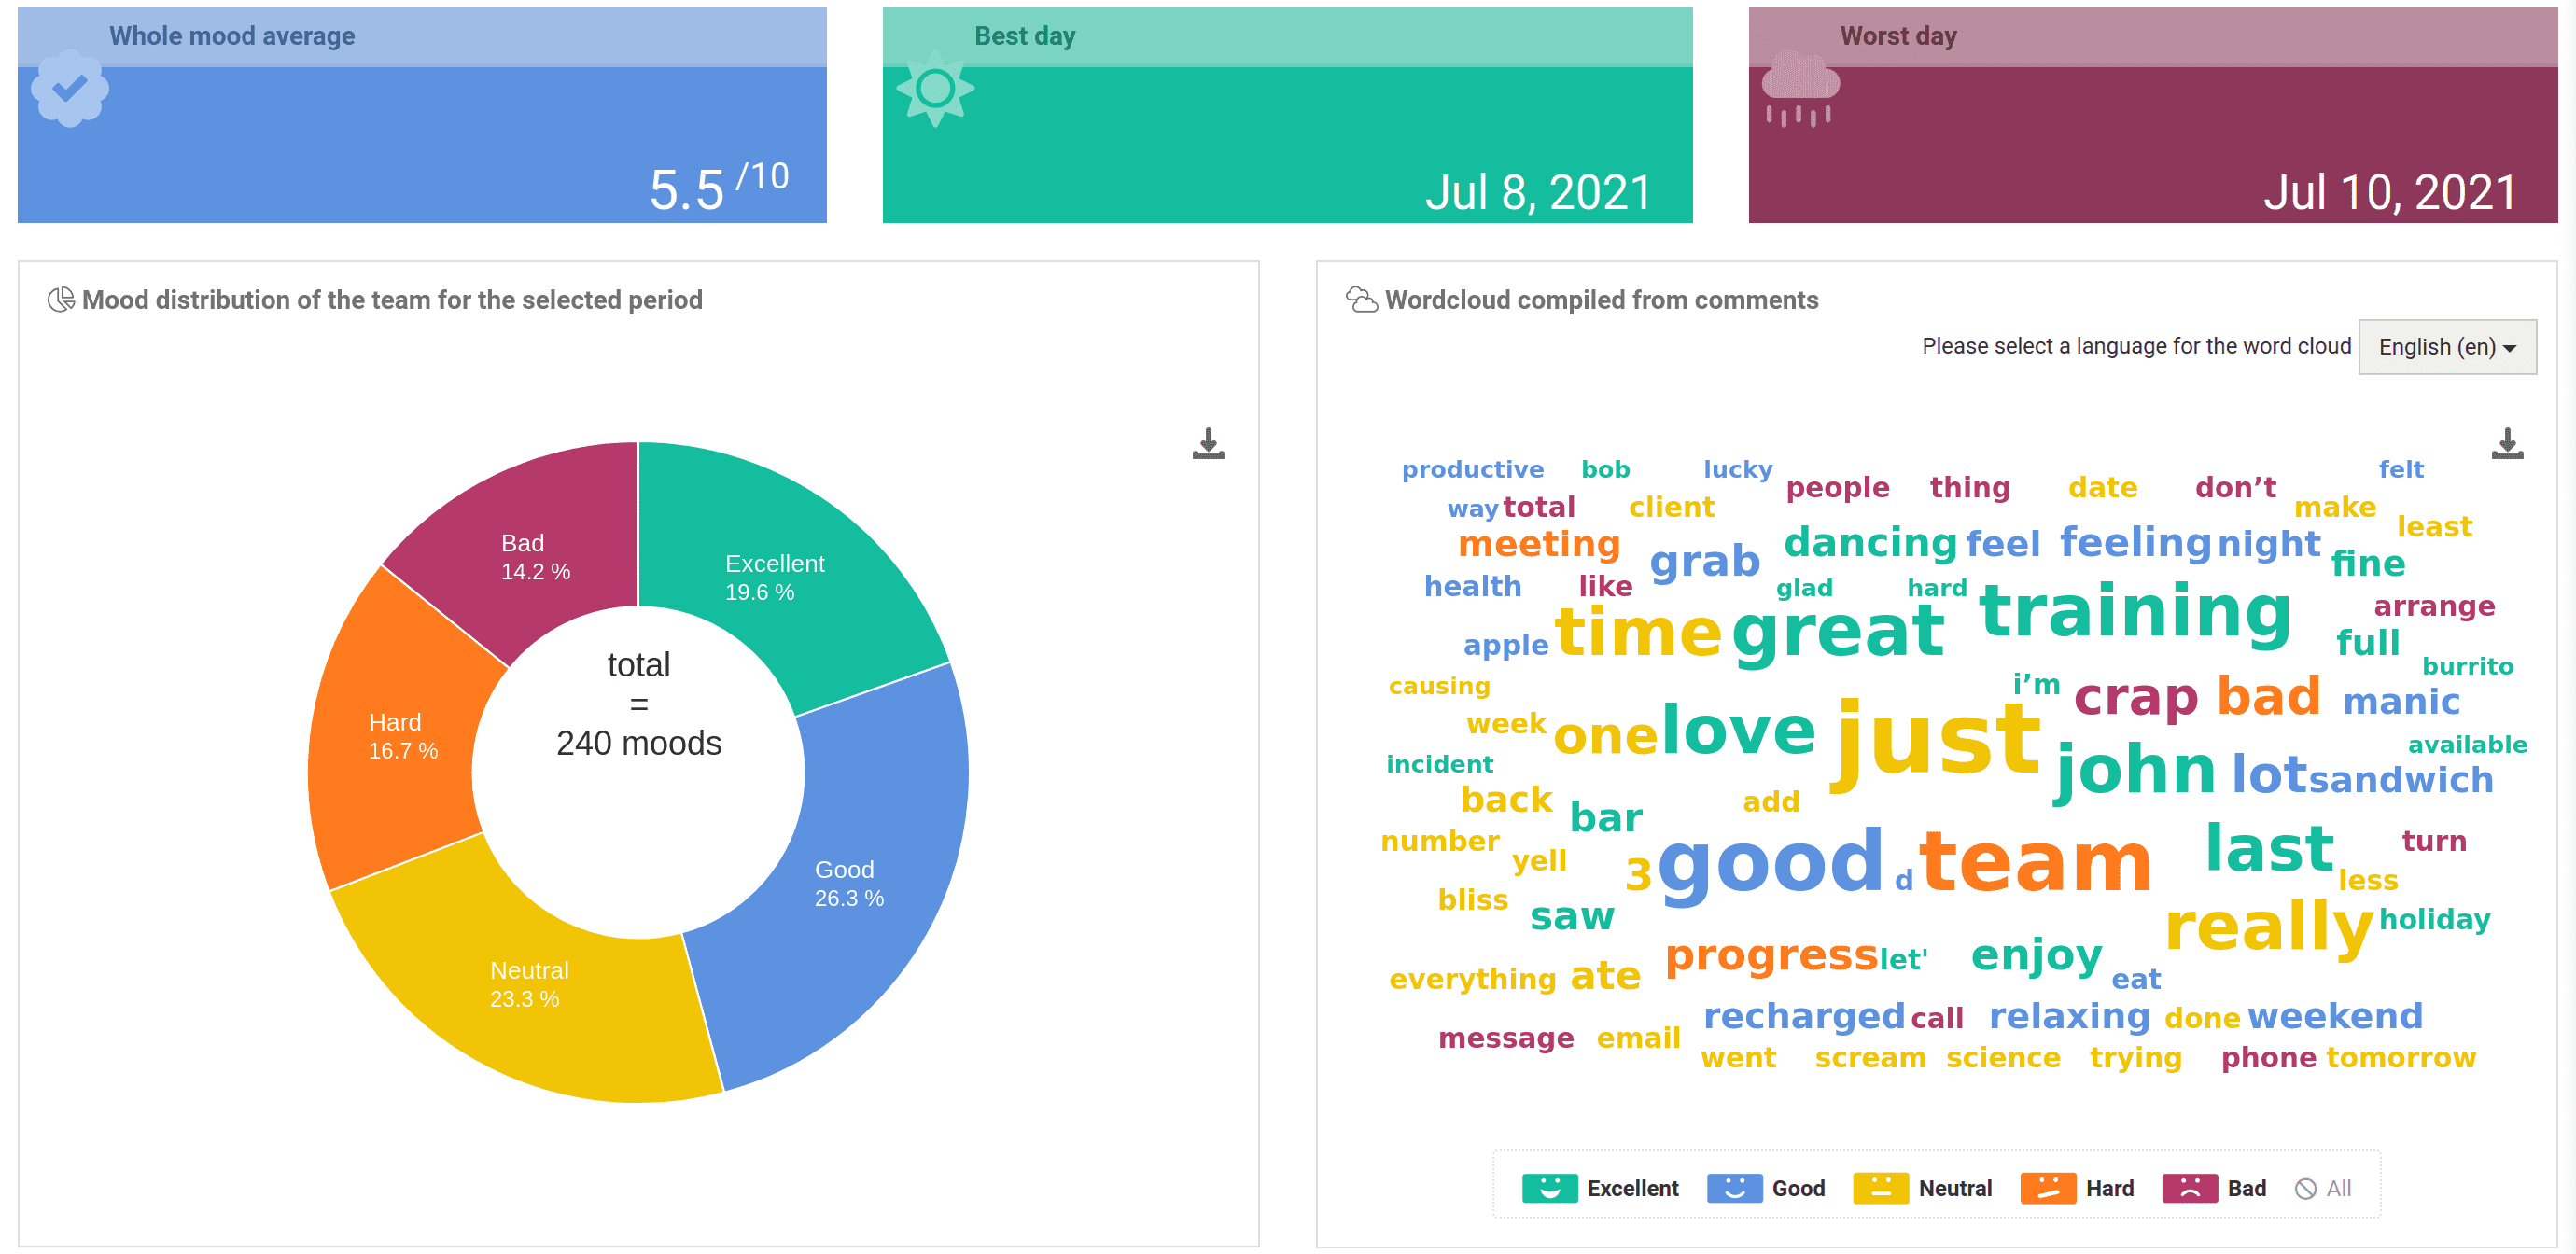 Whole mood average
5.5 /10
Best day
Jul 8, 2021
Worst day
Jul 10, 2021
Mood distribution of the team for the selected period
Excellent
19.6 %
Good
26.3 %
Neutral
23.3 %
Hard
16.7 %
Bad
14.2 %
total
=
240 moods
Wordcloud compiled from comments
Please select a language for the word cloud English (en)
productive bob lucky felt
people thing date don’t
way total client make
least
meeting grab dancing feel feeling night fine
health like glad hard
arrange
apple time great training full
burrito
causing i’m crap bad manic
week one love just
available
incident john lot sandwich
back bar add
number yell 3 good d team last turn
less
bliss saw really holiday
progress let' enjoy
everything ate eat
recharged call relaxing done weekend
message email
went scream science trying phone tomorrow
Excellent Good Neutral Hard Bad All